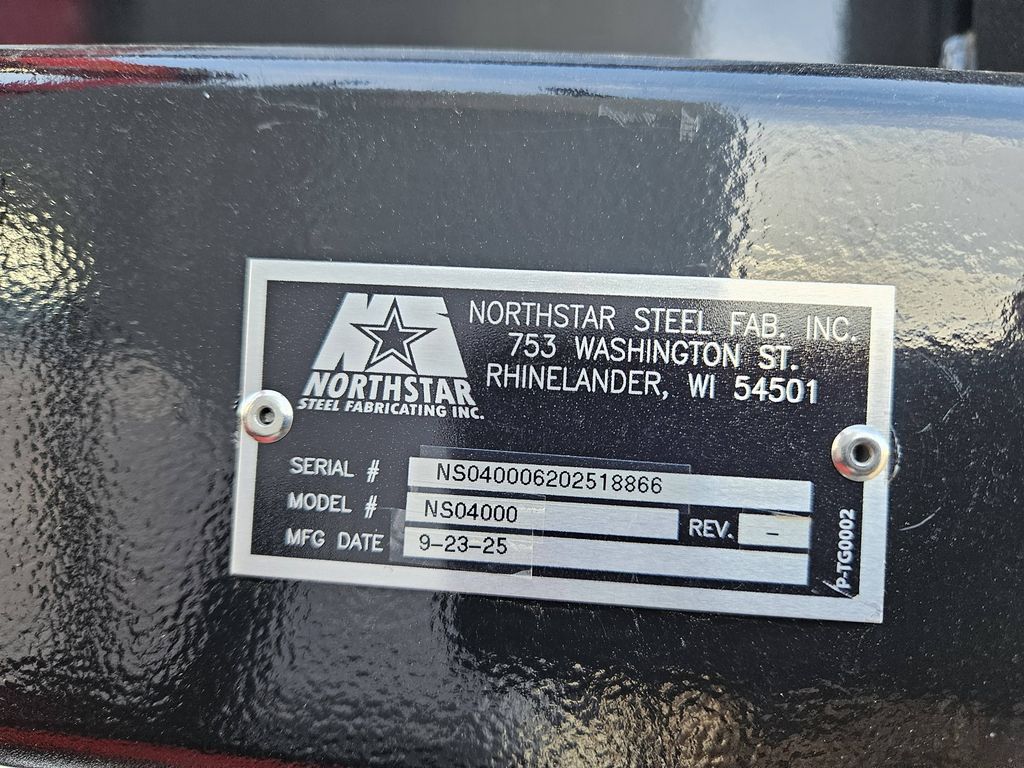 NORTHSTAR
STEEL FABRICATING INC.
NORTHSTAR STEEL FAB. INC.
753 WASHINGTON ST.
RHINELANDER, WI 54501
SERIAL # NS040006202518866
MODEL # NS04000 REV. –
MFG DATE 9-23-25
P-TG0002